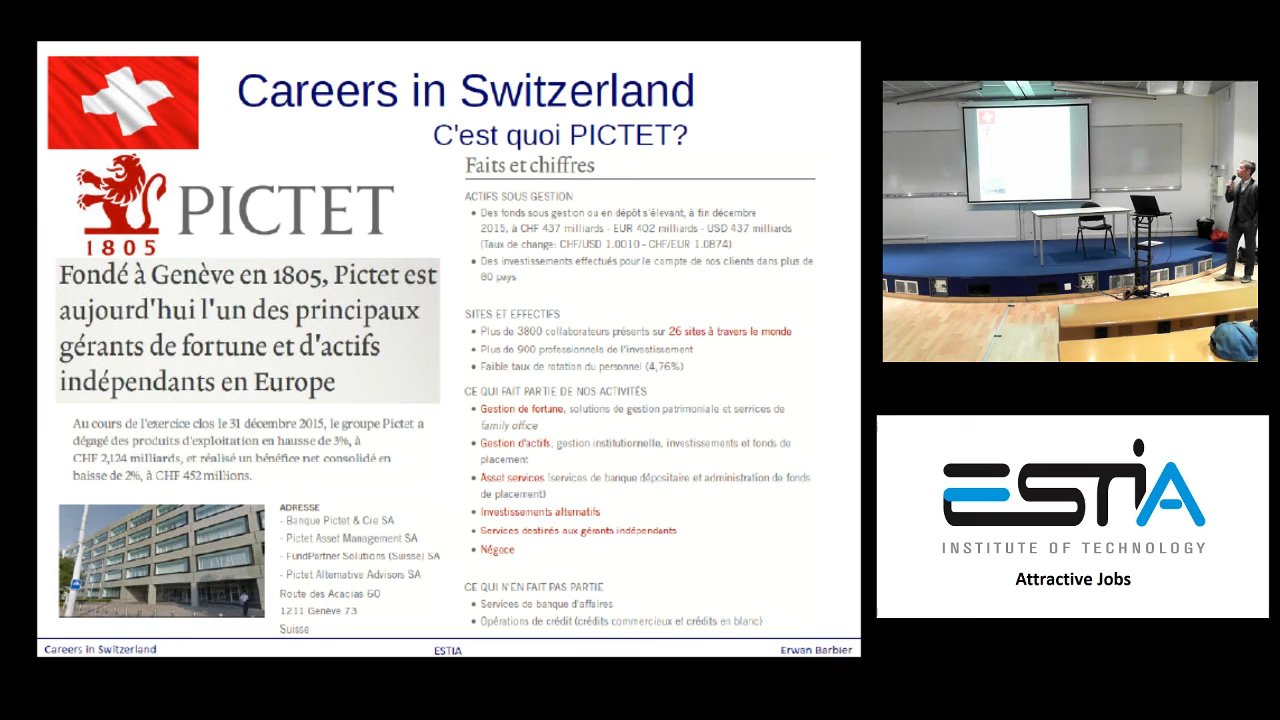 Careers in Switzerland
C'est quoi PICTET?
PICTET
1805
Fondé à Genève en 1805, Pictet est
aujourd'hui l'un des principaux
gérants de fortune et d'actifs
indépendants en Europe
Au cours de l'exercice clos le 31 décembre 2015, le groupe Pictet a
dégagé des produits d'exploitation en hausse de 3%, à
CHF 2,124 milliards, et réalisé un bénéfice net consolidé en
baisse de 2%, à CHF 452 millions.
ADRESSE
- Banque Pictet & Cie SA
- Pictet Asset Management SA
- FundPartner Solutions (Suisse) SA
- Pictet Alternative Advisors SA
Route des Acacias 60
1211 Genève 73
Suisse
Faits et chiffres
ACTIFS SOUS GESTION
• Des fonds sous gestion ou en dépôt s'élevant, à fin décembre
2015, à CHF 437 milliards - EUR 402 milliards - USD 437 milliards
(Taux de change: CHF/USD 1.0010 - CHF/EUR 1.0874)
• Des investissements effectués pour le compte de nos clients dans plus de
80 pays
SITES ET EFFECTIFS
• Plus de 3800 collaborateurs présents sur 26 sites à travers le monde
• Plus de 900 professionnels de l'investissement
• Faible taux de rotation du personnel (4,76%)
CE QUI FAIT PARTIE DE NOS ACTIVITÉS
• Gestion de fortune, solutions de gestion patrimoniale et services de
family office
• Gestion d'actifs, gestion institutionnelle, investissements et fonds de
placement
• Asset services (services de banque dépositaire et administration de fonds
de placement)
• Investissements alternatifs
• Services destinés aux gérants indépendants
• Négoce
CE QUI N'EN FAIT PAS PARTIE
• Services de banque d'affaires
• Opérations de crédit (crédits commerciaux et crédits en blanc)
Careers in Switzerland
ESTIA
Erwan Barbier
ESTIA
INSTITUTE OF TECHNOLOGY
Attractive Jobs